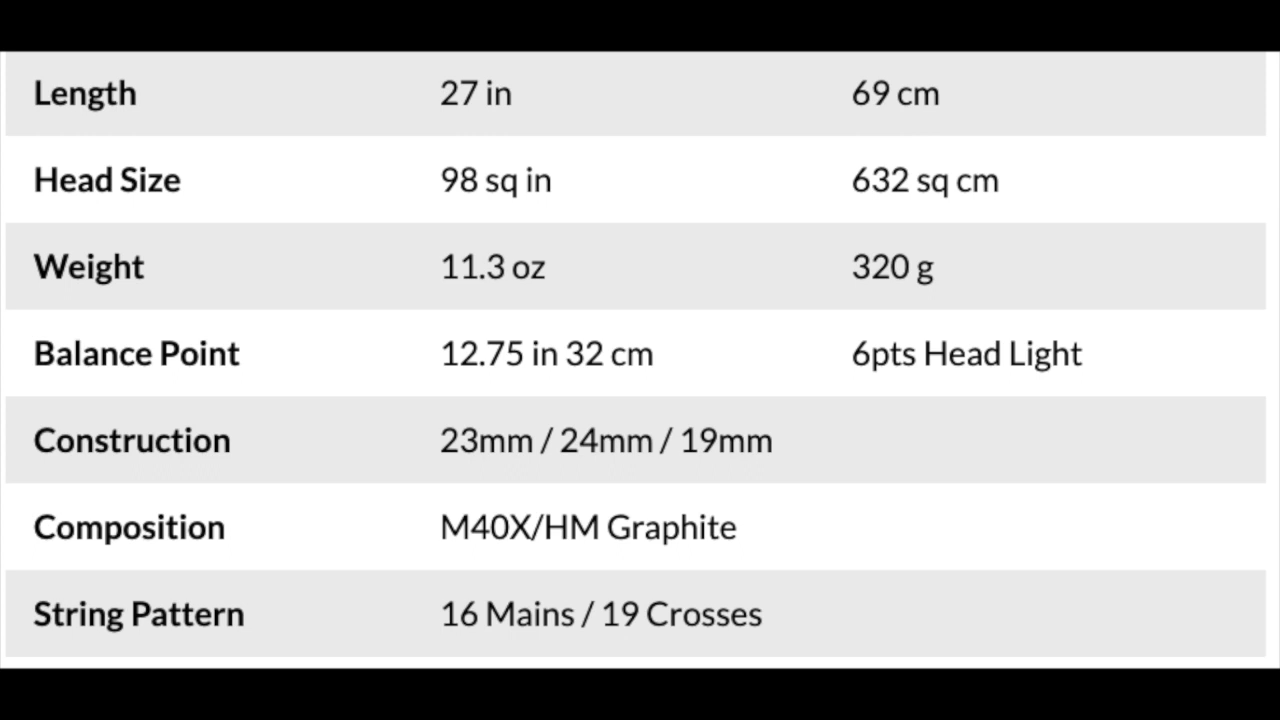 Length 27 in 69 cm
Head Size 98 sq in 632 sq cm
Weight 11.3 oz 320 g
Balance Point 12.75 in 32 cm 6pts Head Light
Construction 23mm / 24mm / 19mm
Composition M40X/HM Graphite
String Pattern 16 Mains / 19 Crosses